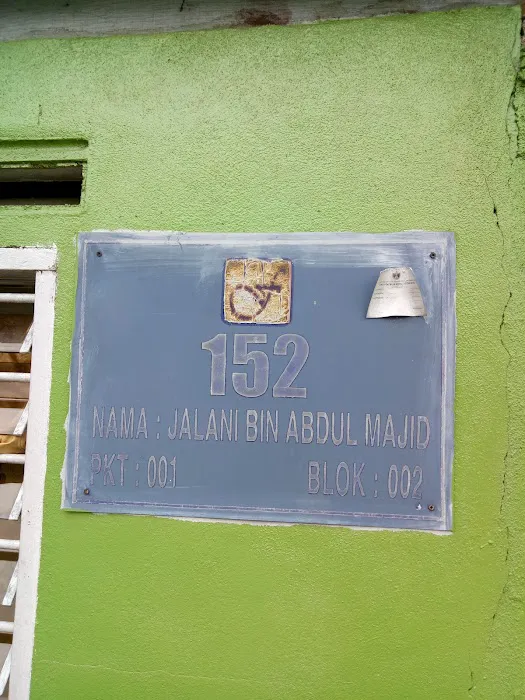 152
NAMA : JALANI BIN ABDUL MAJID
PKT : 001 BLOK : 002